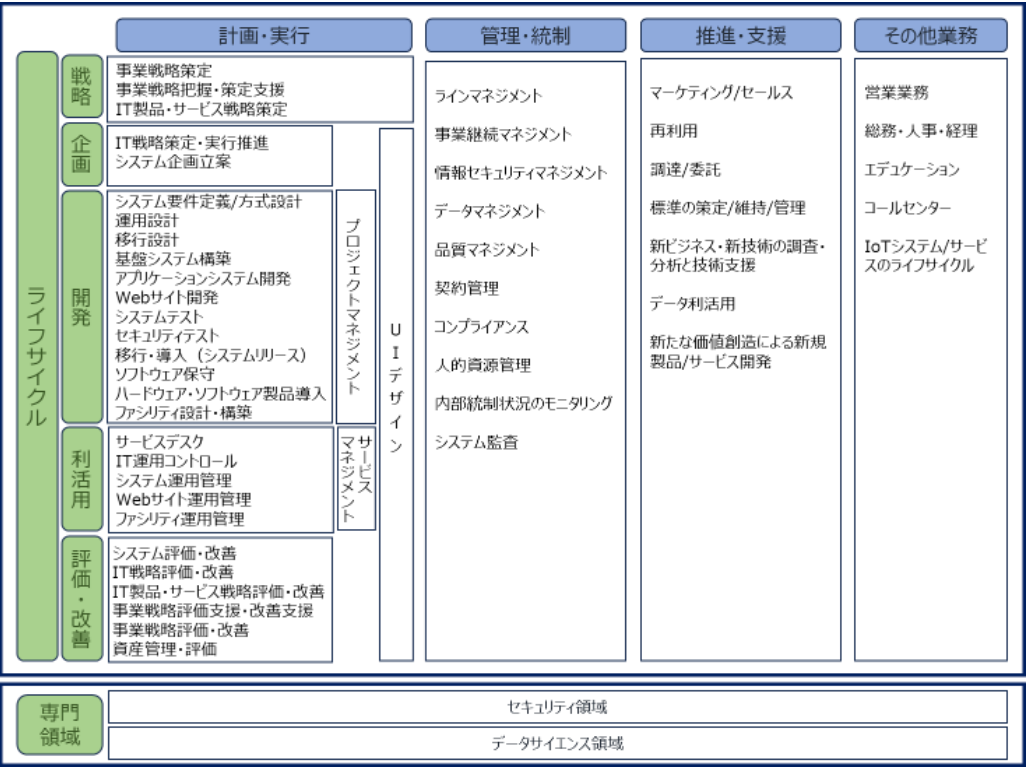 計画・実行
管理・統制
推進・支援
その他業務
ライフサイクル
戦略
事業戦略策定
事業戦略把握・策定支援
IT製品・サービス戦略策定
企画
IT戦略策定・実行推進
システム企画立案
開発
システム要件定義/方式設計
運用設計
移行設計
基盤システム構築
アプリケーションシステム開発
Webサイト開発
システムテスト
セキュリティテスト
移行・導入（システムリリース）
ソフトウェア保守
ハードウェア・ソフトウェア製品導入
ファシリティ設計・構築
プロジェクトマネジメント
利活用
サービスデスク
IT運用コントロール
システム運用管理
Webサイト運用管理
ファシリティ運用管理
サービス
マネジメント
評価・改善
システム評価・改善
IT戦略評価・改善
IT製品・サービス戦略評価・改善
事業戦略評価支援・改善支援
事業戦略評価・改善
資産管理・評価
UIデザイン
ラインマネジメント
事業継続マネジメント
情報セキュリティマネジメント
データマネジメント
品質マネジメント
契約管理
コンプライアンス
人的資源管理
内部統制状況のモニタリング
システム監査
マーケティング/セールス
再利用
調達/委託
標準の策定/維持/管理
新ビジネス・新技術の調査・
分析と技術支援
データ利活用
新たな価値創造による新規
製品/サービス開発
営業業務
総務・人事・経理
エデュケーション
コールセンター
IoTシステム/サービ
スのライフサイクル
専門
領域
セキュリティ領域
データサイエンス領域